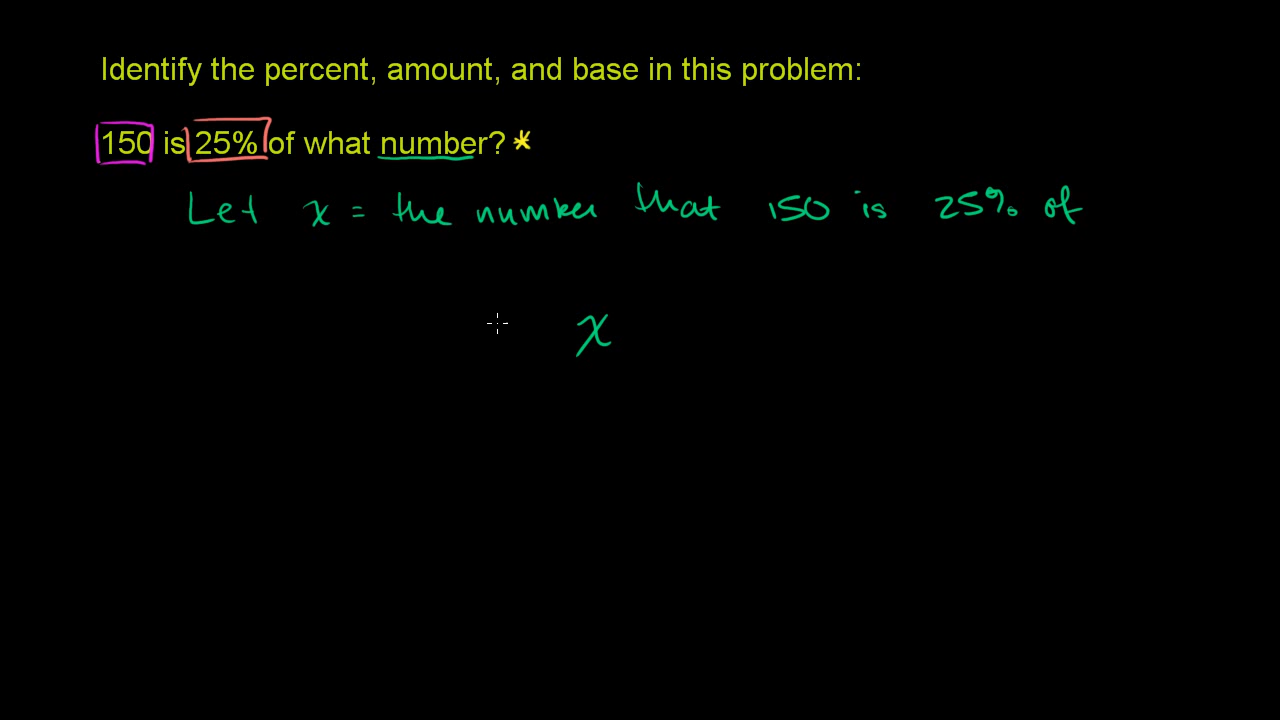 Identify the percent, amount, and base in this problem:
150 is 25% of what number? *
Let x = the number that 150 is 25% of
x